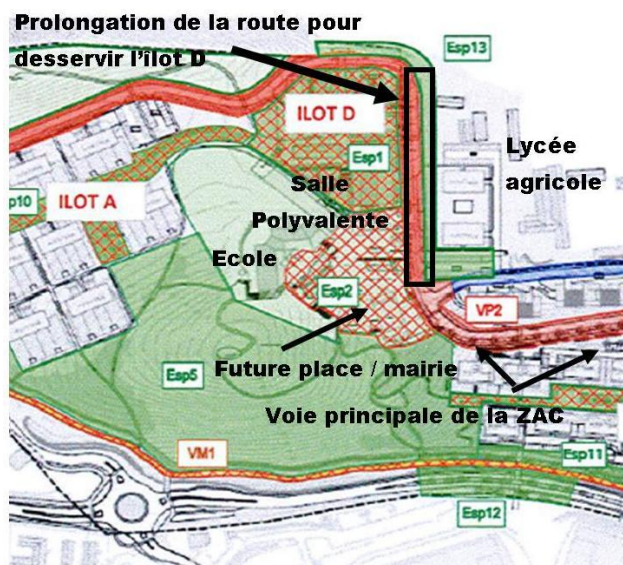 Prolongation de la route pour
desservir l'îlot D
Esp13
ILOT D
Esp1
Lycée
agricole
Salle
Polyvalente
p10
ILOT A
Ecole
Esp2
VP2
Future place / mairie
Esp5
Voie principale de la ZAC
VM1
Esp11
Esp12